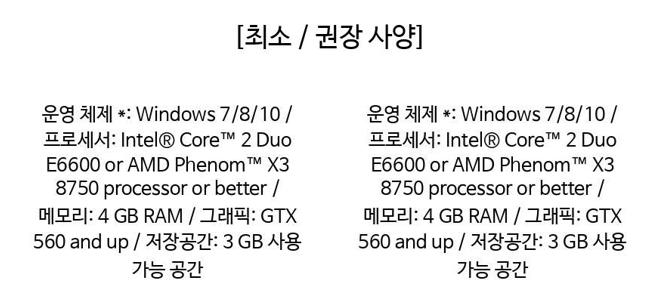 [최소 / 권장 사양]
운영 체제 *: Windows 7/8/10 /
프로세서: Intel® Core™ 2 Duo
E6600 or AMD Phenom™ X3
8750 processor or better /
메모리: 4 GB RAM / 그래픽: GTX
560 and up / 저장공간: 3 GB 사용
가능 공간
운영 체제 *: Windows 7/8/10 /
프로세서: Intel® Core™ 2 Duo
E6600 or AMD Phenom™ X3
8750 processor or better /
메모리: 4 GB RAM / 그래픽: GTX
560 and up / 저장공간: 3 GB 사용
가능 공간